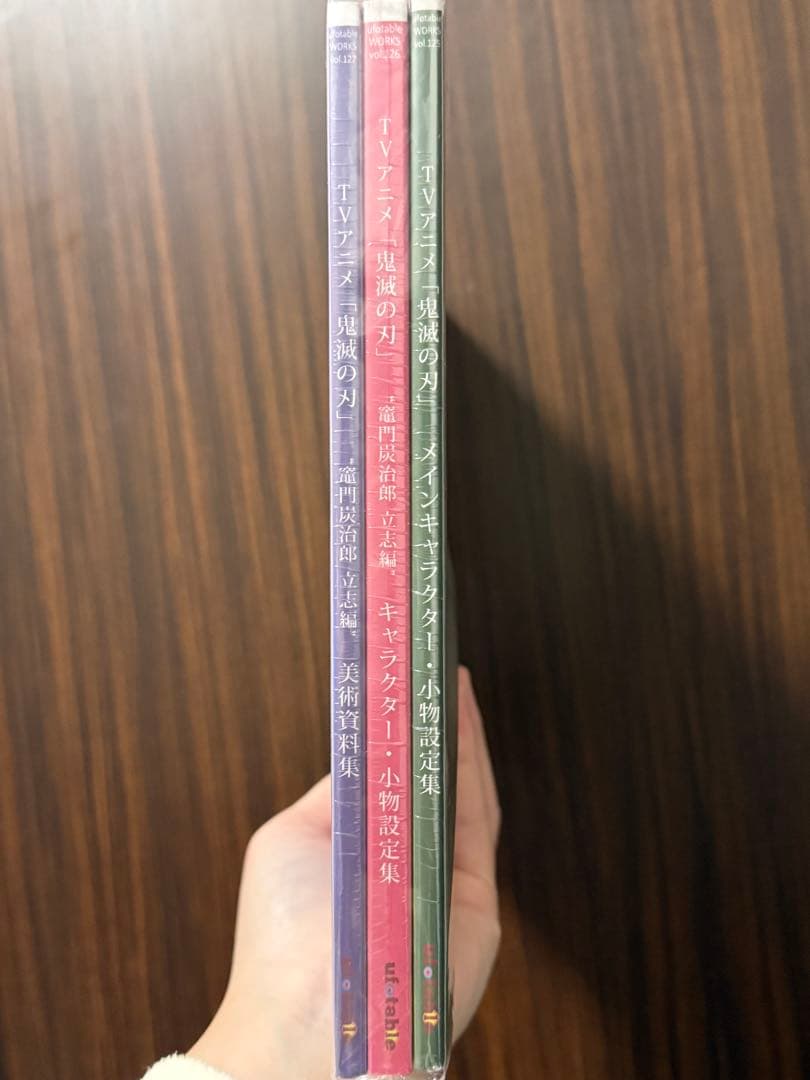 ufotable
WORKS
vol.125
TVアニメ「鬼滅の刃」 メインキャラクター・小物設定集
ufotable
WORKS
vol.126
TVアニメ「鬼滅の刃」 〝竈門炭治郎 立志編〟 キャラクター・小物設定集
ufotable
ufotable
WORKS
vol.127
TVアニメ「鬼滅の刃」 〝竈門炭治郎 立志編〟 美術資料集